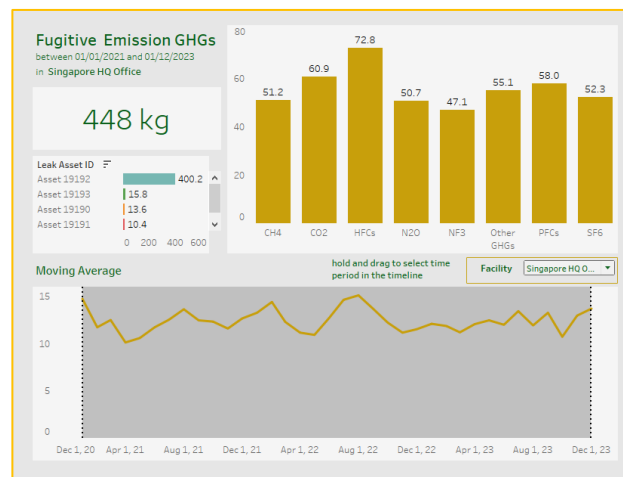 Fugitive Emission GHGs
between 01/01/2021 and 01/12/2023
in Singapore HQ Office
448 kg
Leak Asset ID
Asset 19192 400.2
Asset 19193 15.8
Asset 19190 13.6
Asset 19191 10.4
0 200 400 600
80
60
40
20
0
51.2 60.9 72.8 50.7 47.1 55.1 58.0 52.3
CH4 CO2 HFCs N2O NF3 Other GHGs PFCs SF6
Moving Average
hold and drag to select time
period in the timeline
Facility Singapore HQ O...
15
10
5
0
Dec 1, 20 Apr 1, 21 Aug 1, 21 Dec 1, 21 Apr 1, 22 Aug 1, 22 Dec 1, 22 Apr 1, 23 Aug 1, 23 Dec 1, 23